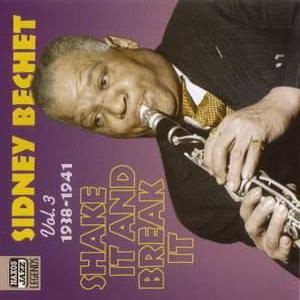 SIDNEY BECHET
Vol. 3
1938-1941
SHAKE
IT AND
BREAK
IT
NAXOS
JAZZ
LEGENDS